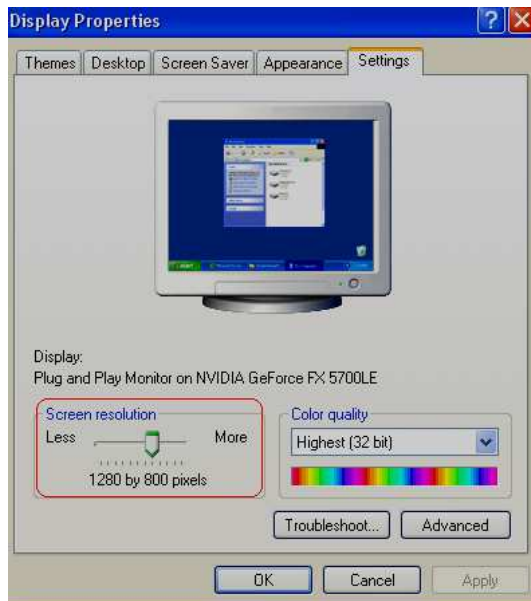 Display Properties
Themes Desktop Screen Saver Appearance Settings
Display:
Plug and Play Monitor on NVIDIA GeForce FX 5700LE
Screen resolution
Less More
1280 by 800 pixels
Color quality
Highest (32 bit)
Troubleshoot... Advanced
OK Cancel Apply